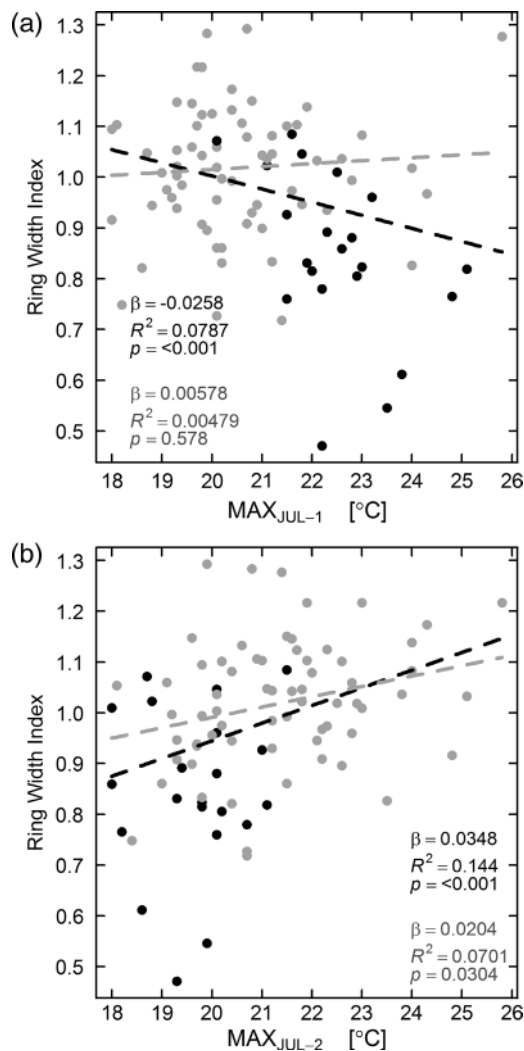 (a)
1.3
1.2
1.1
1.0
0.9
0.8
0.7
0.6
0.5
Ring Width Index
β = -0.0258
R² = 0.0787
p = <0.001
β = 0.00578
R² = 0.00479
p = 0.578
18 19 20 21 22 23 24 25 26
MAX JUL–1 [°C]
(b)
1.3
1.2
1.1
1.0
0.9
0.8
0.7
0.6
0.5
Ring Width Index
β = 0.0348
R² = 0.144
p = <0.001
β = 0.0204
R² = 0.0701
p = 0.0304
18 19 20 21 22 23 24 25 26
MAX JUL–2 [°C]